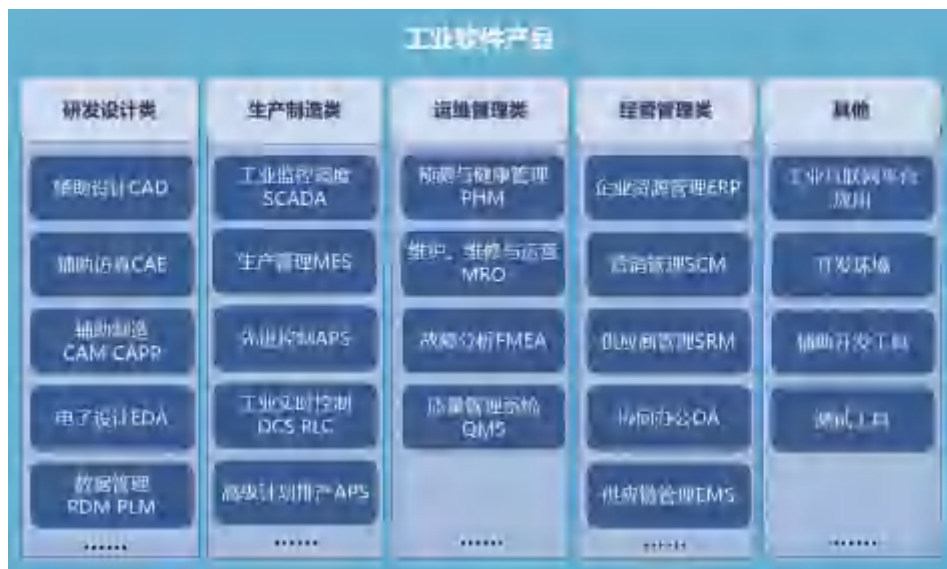 工业软件产品
研发设计类
辅助设计CAD
辅助仿真CAE
辅助制造
CAM CAPP
电子设计EDA
数据管理
PDM PLM
······
生产制造类
工业监控调度
SCADA
生产管理MES
先进控制APS
工业实时控制
DCS PLC
高级计划排产APS
······
运维管理类
预测与健康管理
PHM
维护、维修与运营
MRO
故障分析FMEA
质量管理系统
QMS
······
经营管理类
企业资源管理ERP
营销管理SCM
供应商管理SRM
协同办公OA
供应链管理EMS
······
其他
工业互联网平台
应用
开发环境
辅助开发工具
测试工具
······